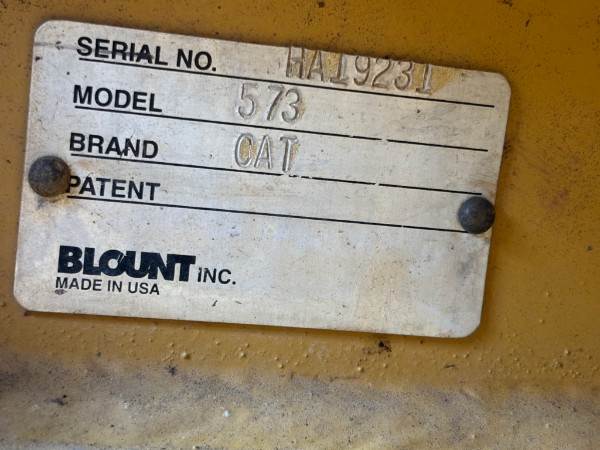 SERIAL NO. HA19231
MODEL 573
BRAND CAT
PATENT
BLOUNT INC.
MADE IN USA